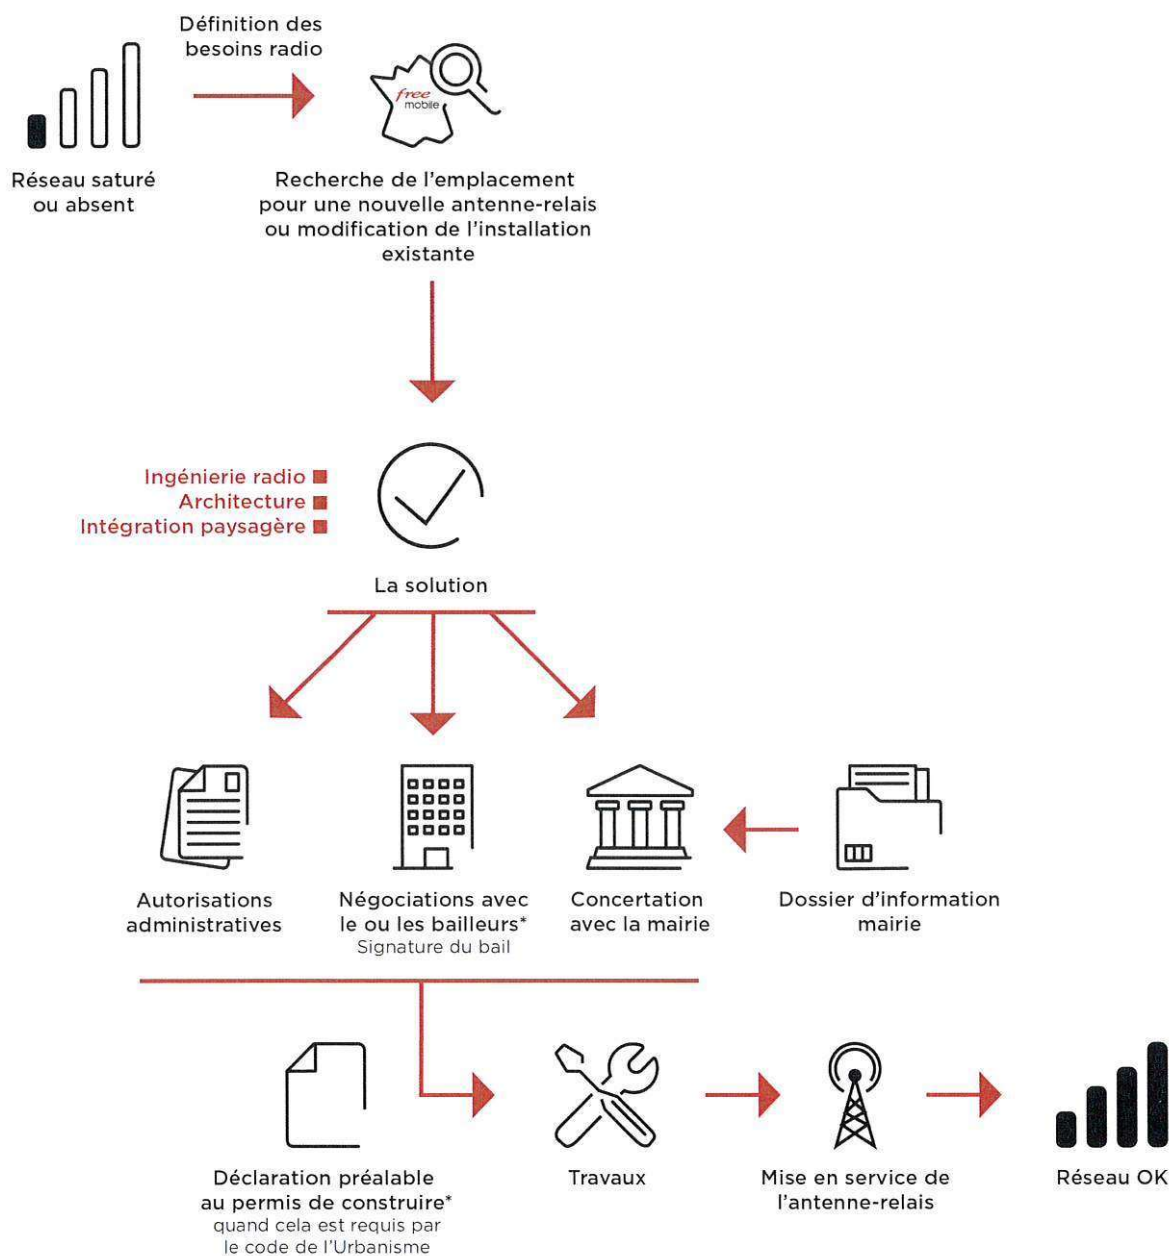 Définition des
besoins radio
free
mobile
Réseau saturé
ou absent
Recherche de l'emplacement
pour une nouvelle antenne-relais
ou modification de l'installation
existante
Ingénierie radio
Architecture
Intégration paysagère
La solution
Autorisations
administratives
Négociations avec
le ou les bailleurs*
Signature du bail
Concertation
avec la mairie
Dossier d'information
mairie
Déclaration préalable
au permis de construire*
quand cela est requis par
le code de l'Urbanisme
Travaux
Mise en service de
l'antenne-relais
Réseau OK